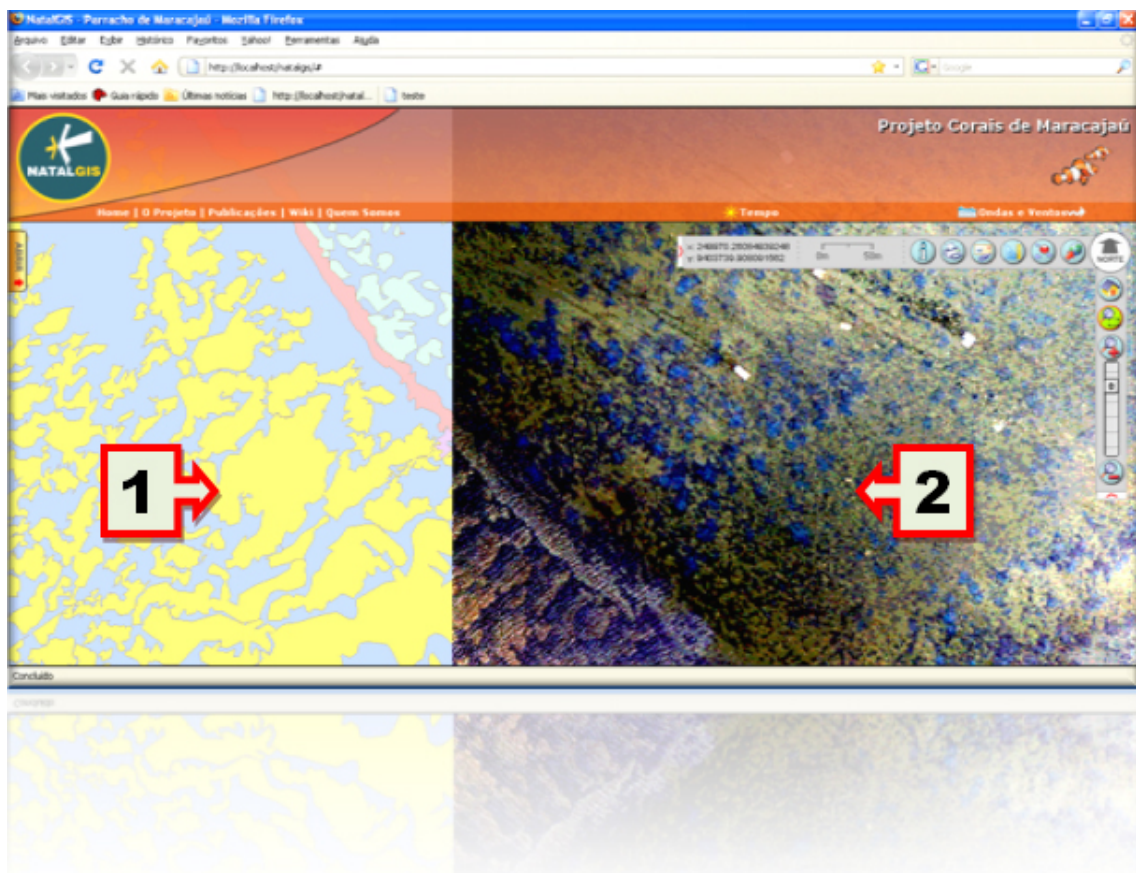 NatalGIS - Parracho de Maracajaú - Mozilla Firefox
Arquivo Editar Exibir Histórico Favoritos Yahoo! Ferramentas Ajuda
http://localhost/natalgis/#
Google
Mais visitados Guia rápido Últimas notícias http://localhost/natal... teste
NATALGIS
Projeto Corais de Maracajaú
Home | O Projeto | Publicações | Wiki | Quem Somos
Tempo
Ondas e Ventos
0m 50m
NORTE
1
2
Concluído